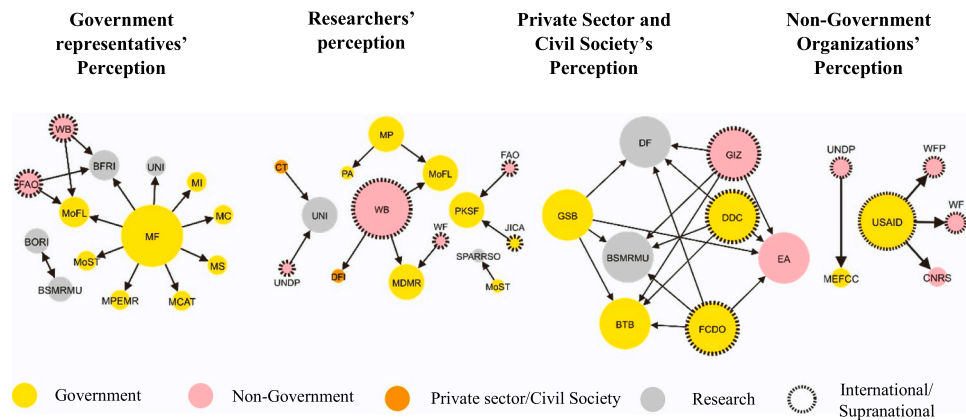 Government
representatives’
Perception
Researchers’
perception
Private Sector and
Civil Society’s
Perception
Non-Government
Organizations’
Perception
WB
FAO
BFRI
UNI
MI
MoFL
MF
MC
BORI
MoST
MS
BSMRMU
MPEMR
MCAT
CT
MP
PA
MoFL
FAO
UNI
WB
PKSF
WF
JICA
UNDP
DFI
MDMR
SPARRSO
MoST
DF
GIZ
GSB
DDC
BSMRMU
EA
BTB
FCDO
UNDP
WFP
USAID
WF
MEFCC
CNRS
Government
Non-Government
Private sector/Civil Society
Research
International/
Supranational